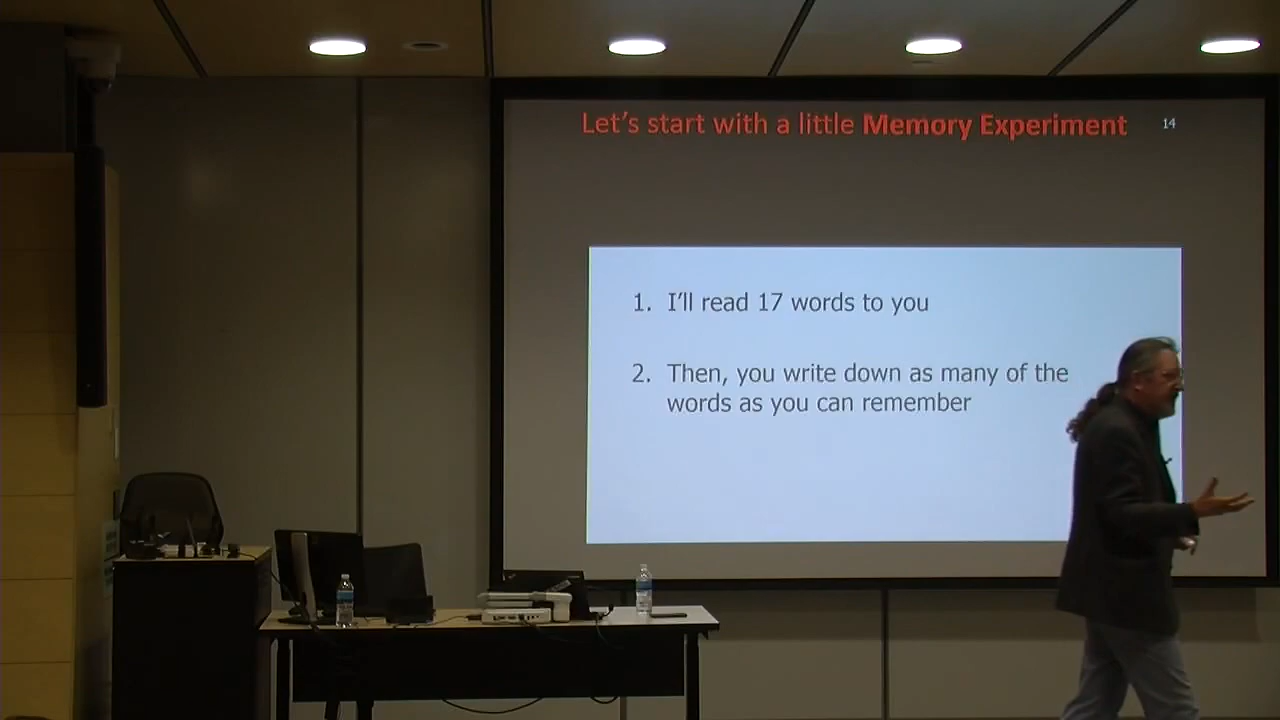 Let's start with a little Memory Experiment
14
1. I'll read 17 words to you
2. Then, you write down as many of the
words as you can remember